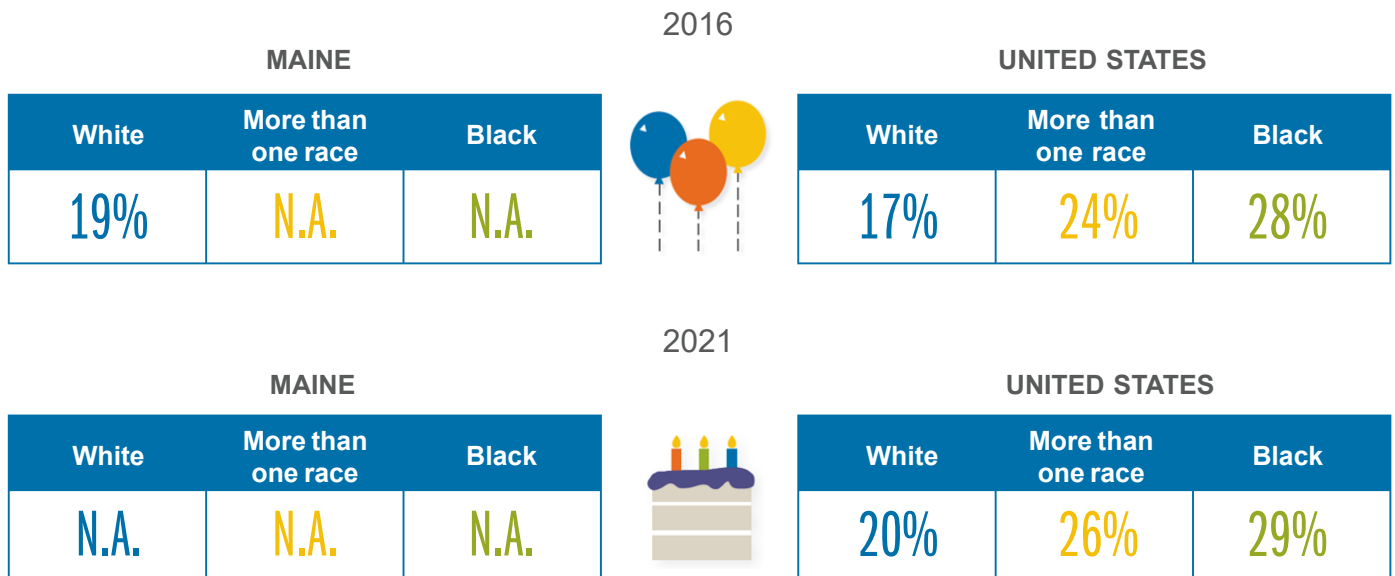 2016
MAINE
UNITED STATES
White
More than
one race
Black
19%
N.A.
N.A.
White
More than
one race
Black
17%
24%
28%
2021
MAINE
UNITED STATES
White
More than
one race
Black
N.A.
N.A.
N.A.
White
More than
one race
Black
20%
26%
29%